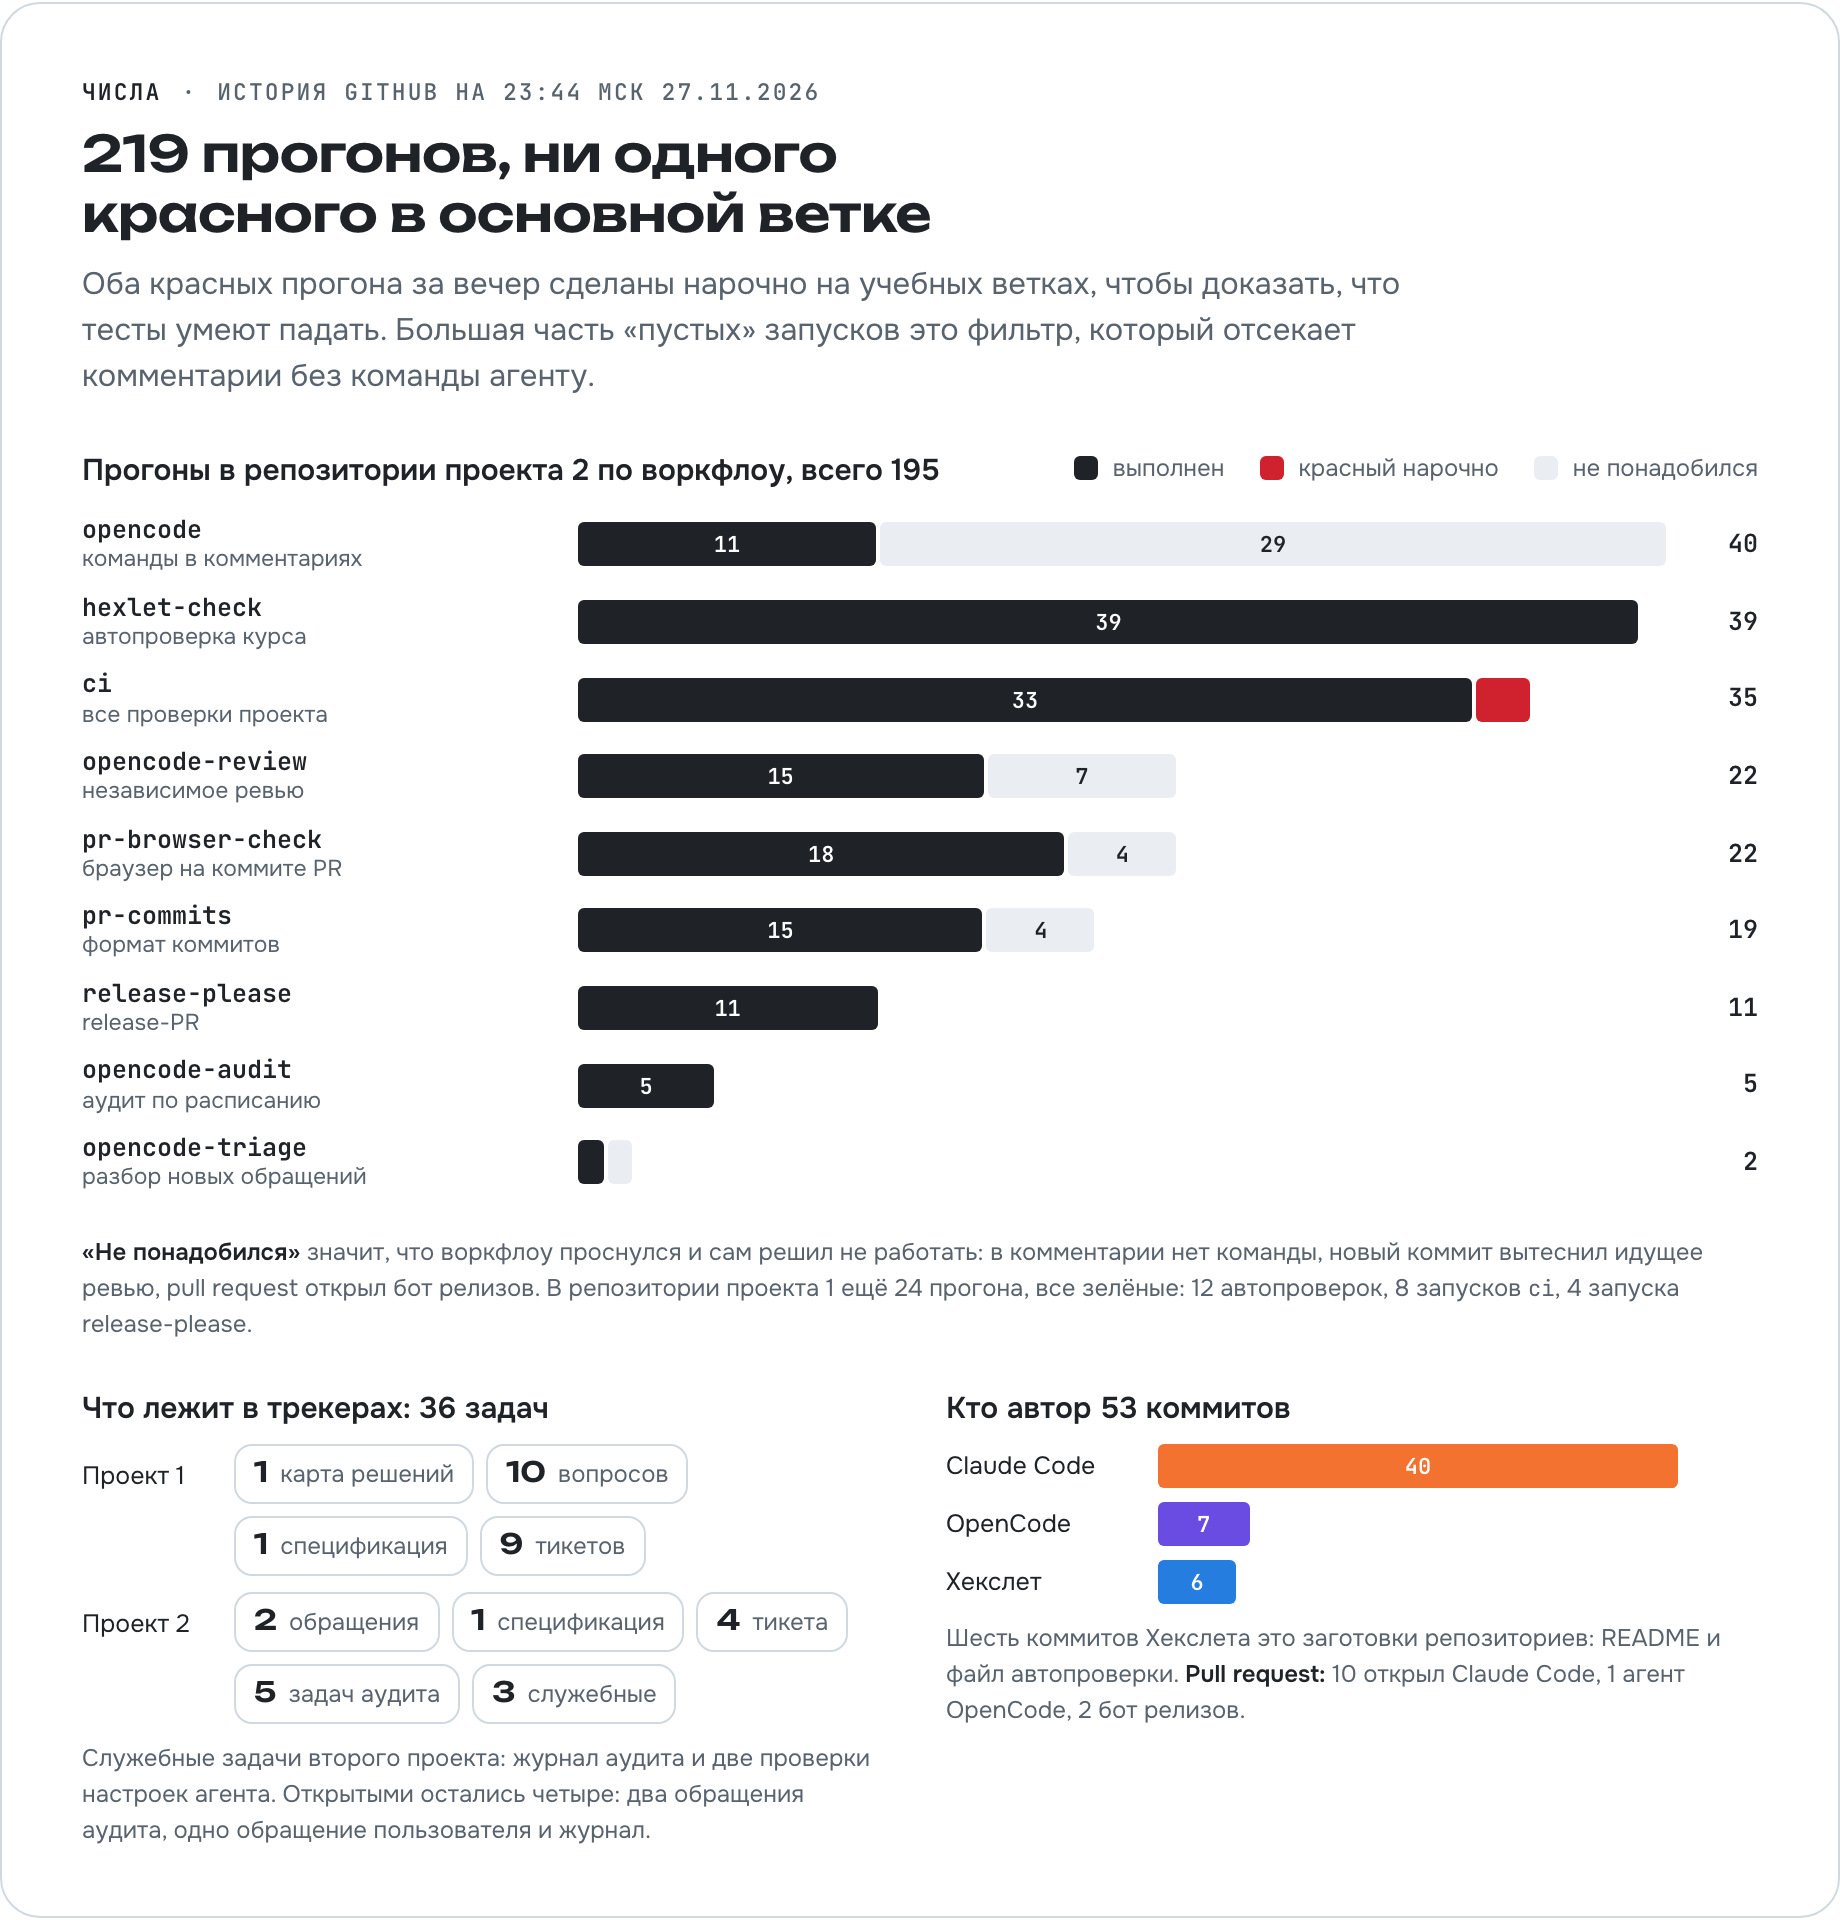 ЧИСЛА · ИСТОРИЯ GITHUB НА 23:44 МСК 27.11.2026
219 прогонов, ни одного
красного в основной ветке
Оба красных прогона за вечер сделаны нарочно на учебных ветках, чтобы доказать, что
тесты умеют падать. Большая часть «пустых» запусков это фильтр, который отсекает
комментарии без команды агенту.
Прогоны в репозитории проекта 2 по воркфлоу, всего 195
выполнен красный нарочно не понадобился
opencode
команды в комментариях
11 29 40
hexlet-check
автопроверка курса
39 39
ci
все проверки проекта
33 35
opencode-review
независимое ревью
15 7 22
pr-browser-check
браузер на коммите PR
18 4 22
pr-commits
формат коммитов
15 4 19
release-please
release-PR
11 11
opencode-audit
аудит по расписанию
5 5
opencode-triage
разбор новых обращений
2
«Не понадобился» значит, что воркфлоу проснулся и сам решил не работать: в комментарии нет команды, новый коммит вытеснил идущее
ревью, pull request открыл бот релизов. В репозитории проекта 1 ещё 24 прогона, все зелёные: 12 автопроверок, 8 запусков ci, 4 запуска
release-please.
Что лежит в трекерах: 36 задач
Проект 1 1 карта решений 10 вопросов
1 спецификация 9 тикетов
Проект 2 2 обращения 1 спецификация 4 тикета
5 задач аудита 3 служебные
Служебные задачи второго проекта: журнал аудита и две проверки
настроек агента. Открытыми остались четыре: два обращения
аудита, одно обращение пользователя и журнал.
Кто автор 53 коммитов
Claude Code 40
OpenCode 7
Хекслет 6
Шесть коммитов Хекслета это заготовки репозиториев: README и
файл автопроверки. Pull request: 10 открыл Claude Code, 1 агент
OpenCode, 2 бот релизов.